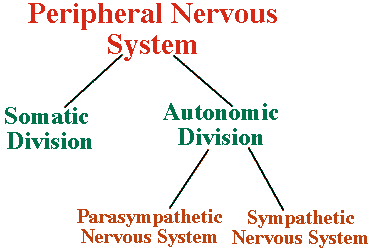 Peripheral Nervous
System
Somatic
Division
Autonomic
Division
Parasympathetic
Nervous System
Sympathetic
Nervous System